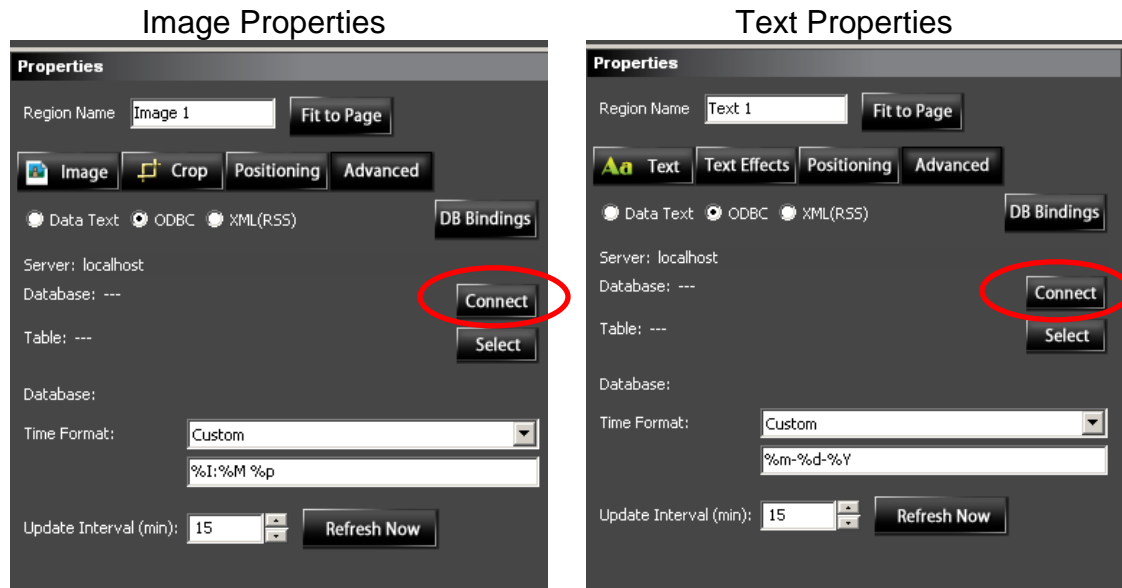 Image Properties
Properties
Region Name Image 1 Fit to Page
Image Crop Positioning Advanced
Data Text ODBC XML(RSS) DB Bindings
Server: localhost
Database: --- Connect
Table: --- Select
Database:
Time Format: Custom
%I:%M %p
Update Interval (min): 15 Refresh Now
Text Properties
Properties
Region Name Text 1 Fit to Page
Aa Text Text Effects Positioning Advanced
Data Text ODBC XML(RSS) DB Bindings
Server: localhost
Database: --- Connect
Table: --- Select
Database:
Time Format: Custom
%m-%d-%Y
Update Interval (min): 15 Refresh Now